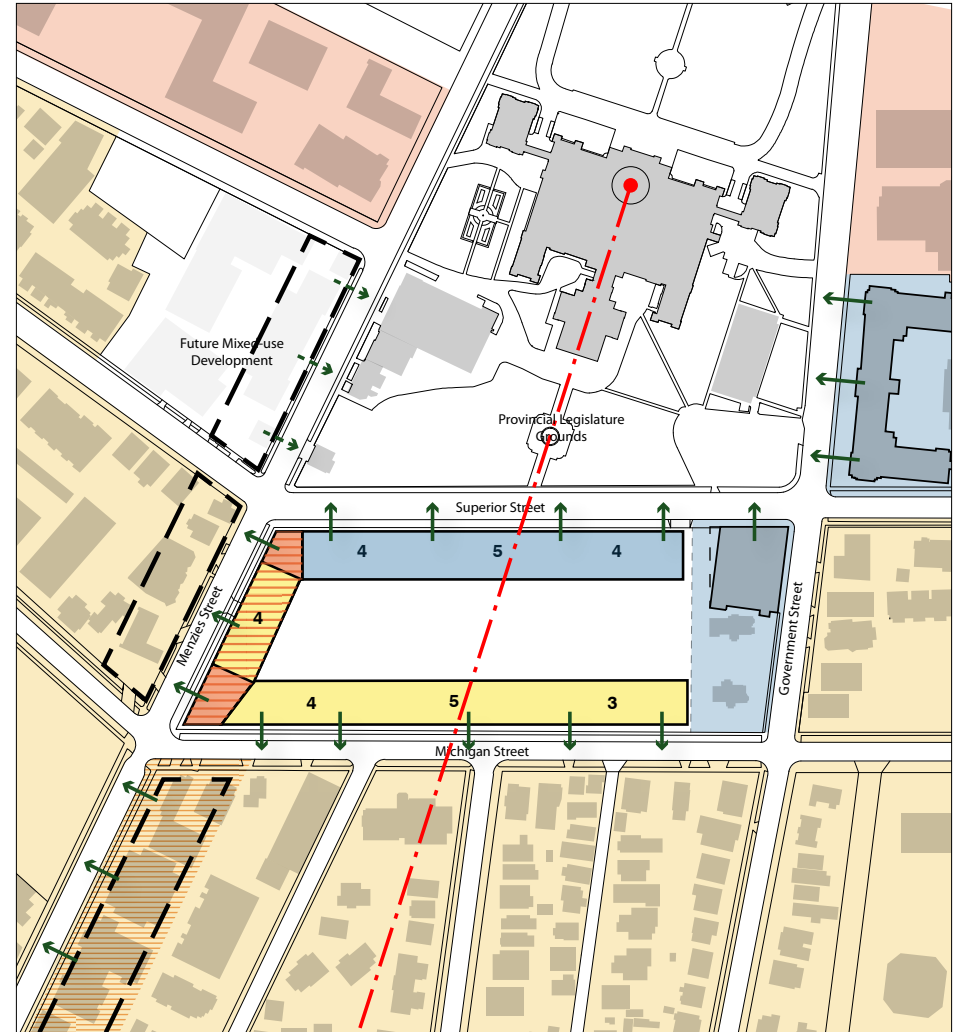 Future Mixed-use
Development
Provincial Legislature
Grounds
Superior Street
4 5 4
Menzies Street
4
Government Street
4 5 3
Michigan Street